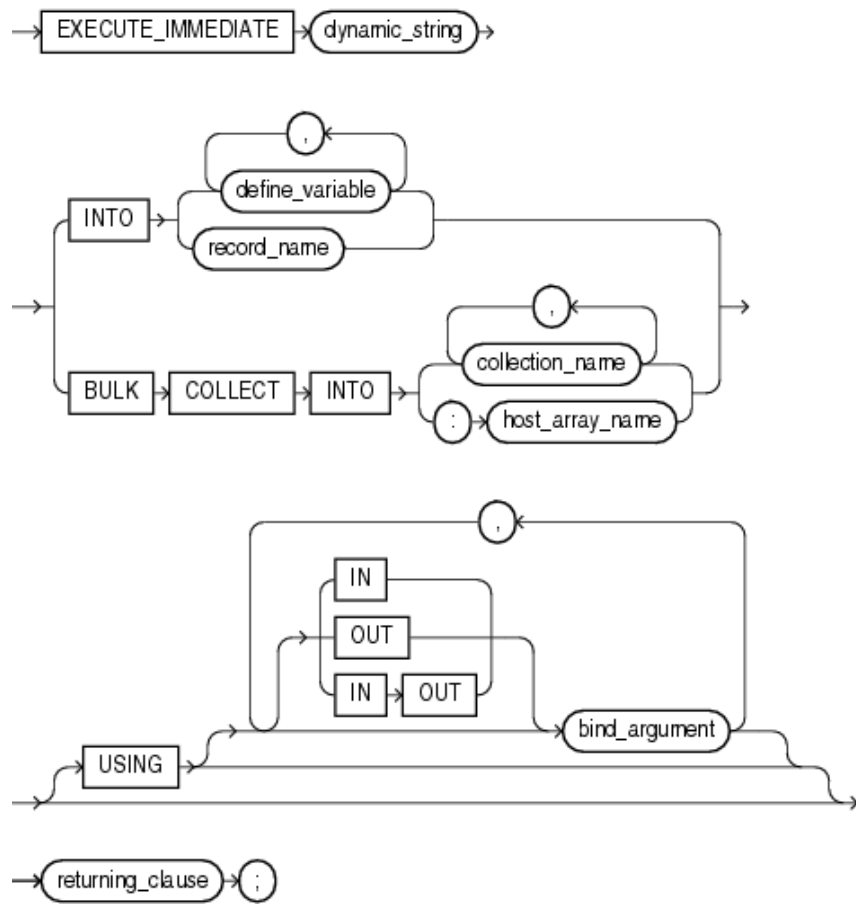 EXECUTE_IMMEDIATE dynamic_string
,
define_variable
INTO
record_name
,
collection_name
BULK COLLECT INTO
: host_array_name
,
IN
OUT
IN OUT
bind_argument
USING
returning_clause ;